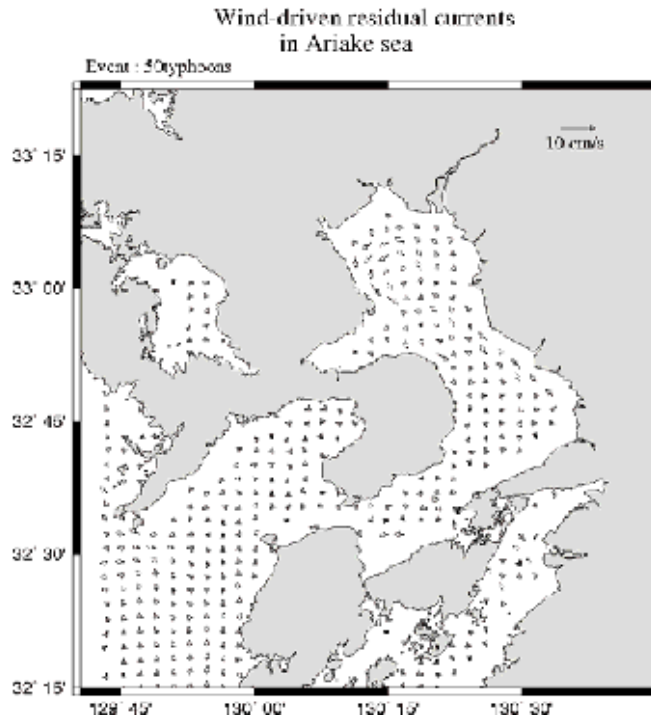 Wind-driven residual currents
in Ariake sea
Event : 50typhoons
10 cm/s
33° 15'
33° 00'
32° 45'
32° 30'
32° 15'
129° 45' 130° 00' 130° 15' 130° 30'